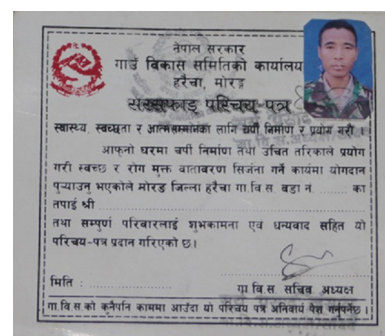 नेपाल सरकार
गाउँ विकास समितिको कार्यालय
हरैचा, मोरङ
सरसफाइ परिचय-पत्र
स्वास्थ्य, स्वच्छता र आत्मसम्मानका लागि चर्पी निर्माण र प्रयोग गरौं ।
आफ्नो घरमा चर्पी निर्माण तथा उचित तरिकाले प्रयोग
गरी स्वच्छ र रोग मुक्त वातावरण सिर्जना गर्ने कार्यमा योगदान
पुर्‍याउनु भएकोले मोरङ जिल्ला हरैचा गा.वि.स. वडा नं. ........ का
तपाई श्री ........................................
तथा सम्पूर्ण परिवारलाई शुभकामना एवं धन्यवाद सहित यो
परिचय-पत्र प्रदान गरिएको छ ।
मिति : ........................
गा.वि.स. सचिव अध्यक्ष
गा.वि.स.को कुनैपनि काममा आउँदा यो परिचय पत्र अनिवार्य पेश गर्नुपर्नेछ ।